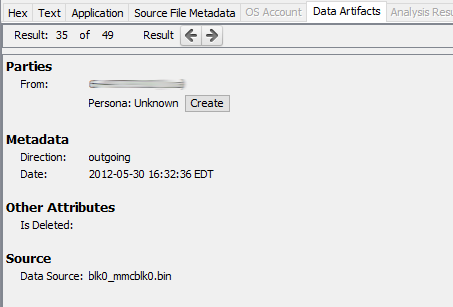 Hex Text Application Source File Metadata OS Account Data Artifacts Analysis Resu
Result: 35 of 49 Result
Parties
From:
Persona: Unknown Create
Metadata
Direction: outgoing
Date: 2012-05-30 16:32:36 EDT
Other Attributes
Is Deleted:
Source
Data Source: blk0_mmcblk0.bin